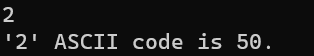 2
'2' ASCII code is 50.